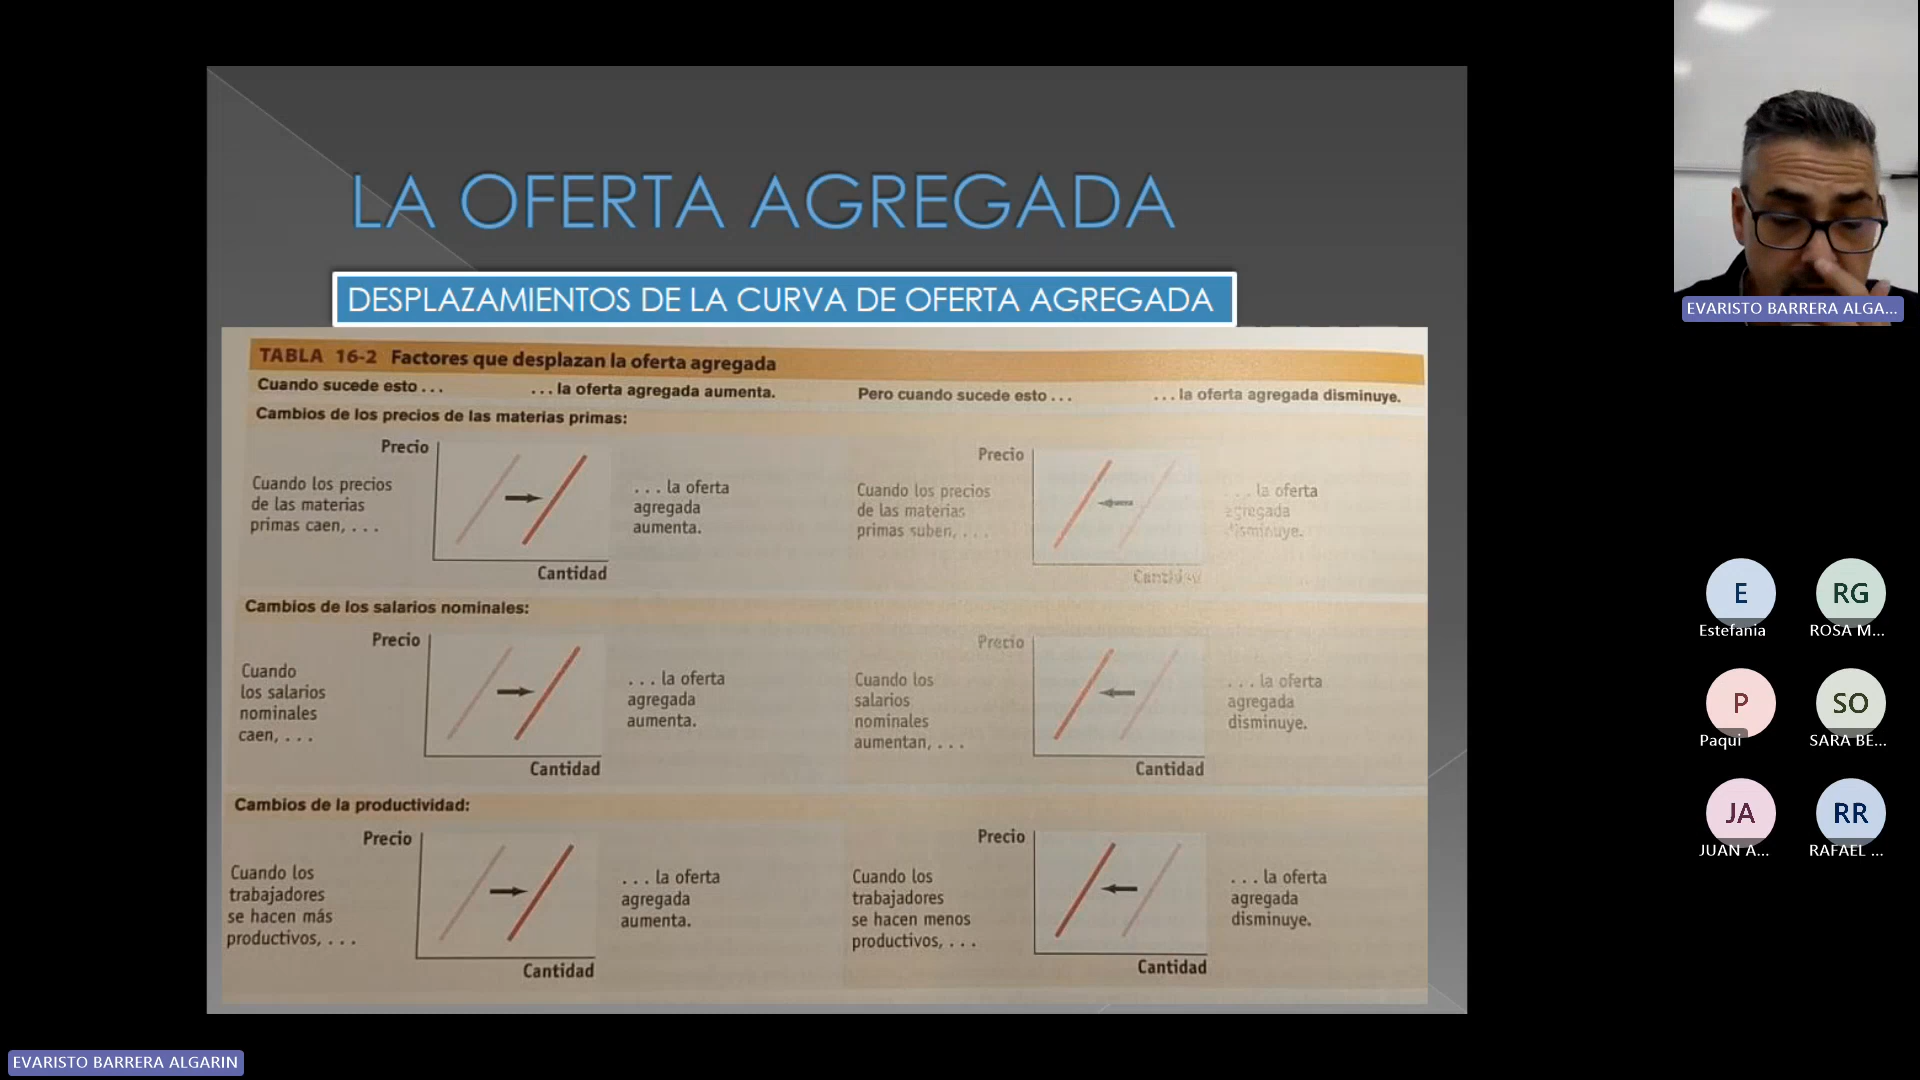 LA OFERTA AGREGADA
DESPLAZAMIENTOS DE LA CURVA DE OFERTA AGREGADA
TABLA 16-2 Factores que desplazan la oferta agregada
Cuando sucede esto . . . . . . la oferta agregada aumenta. Pero cuando sucede esto . . . . . . la oferta agregada disminuye.
Cambios de los precios de las materias primas:
Precio
Cuando los precios
de las materias
primas caen, . . .
. . . la oferta
agregada
aumenta.
Cantidad
Precio
Cuando los precios
de las materias
primas suben, . . .
. . . la oferta
agregada
disminuye.
Cantidad
Cambios de los salarios nominales:
Precio
Cuando
los salarios
nominales
caen, . . .
. . . la oferta
agregada
aumenta.
Cantidad
Precio
Cuando los
salarios
nominales
aumentan, . . .
. . . la oferta
agregada
disminuye.
Cantidad
Cambios de la productividad:
Precio
Cuando los
trabajadores
se hacen más
productivos, . . .
. . . la oferta
agregada
aumenta.
Cantidad
Precio
Cuando los
trabajadores
se hacen menos
productivos, . . .
. . . la oferta
agregada
disminuye.
Cantidad
EVARISTO BARRERA ALGA...
E
Estefania
RG
ROSA M...
P
Paqui
SO
SARA BE...
JA
JUAN A...
RR
RAFAEL ...
EVARISTO BARRERA ALGARIN